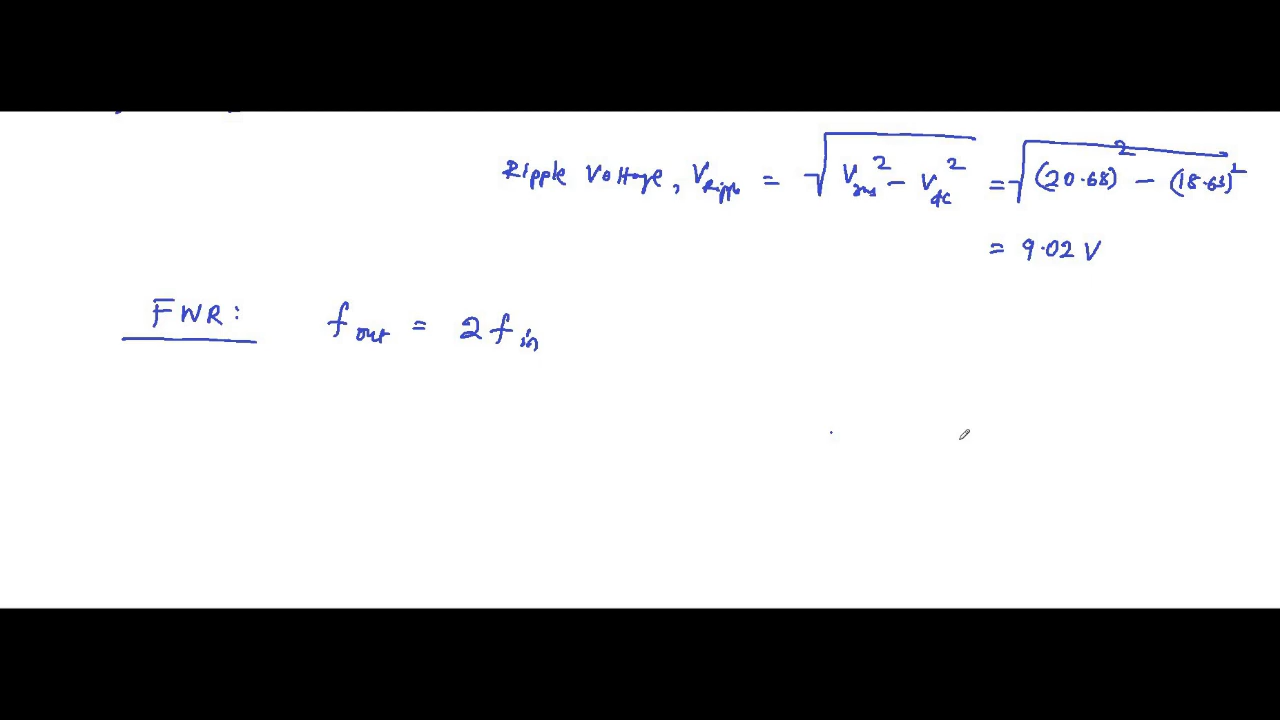 Ripple Voltage, V_Ripple = √(V_rms² - V_dc²) = √((20.68)² - (18.63)²)
= 9.02 V
FWR: f_out = 2 f_in